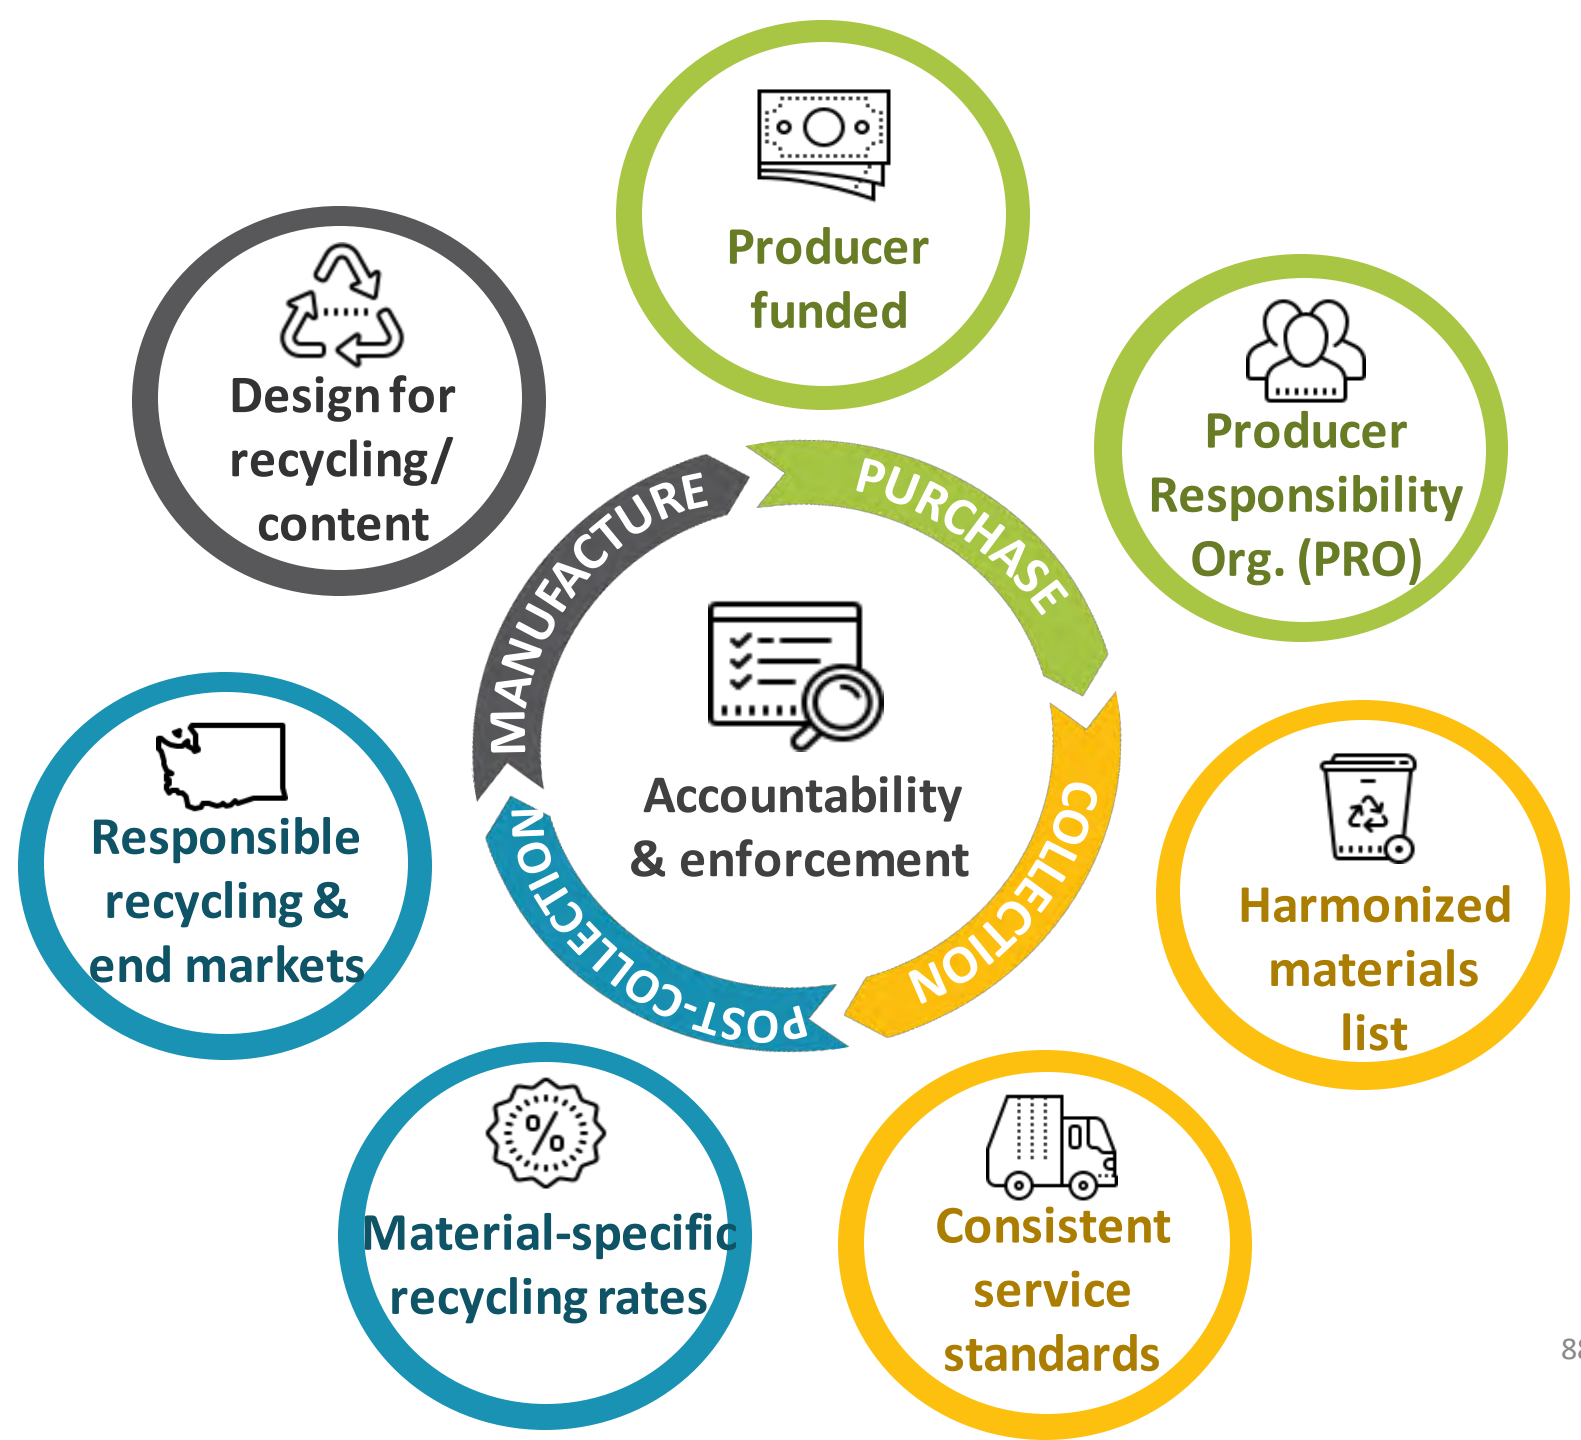 Producer
funded
Design for
recycling/
content
Producer
Responsibility
Org. (PRO)
MANUFACTURE
PURCHASE
COLLECTION
POST-COLLECTION
Accountability
& enforcement
Responsible
recycling &
end markets
Harmonized
materials
list
Material-specific
recycling rates
Consistent
service
standards
%
88